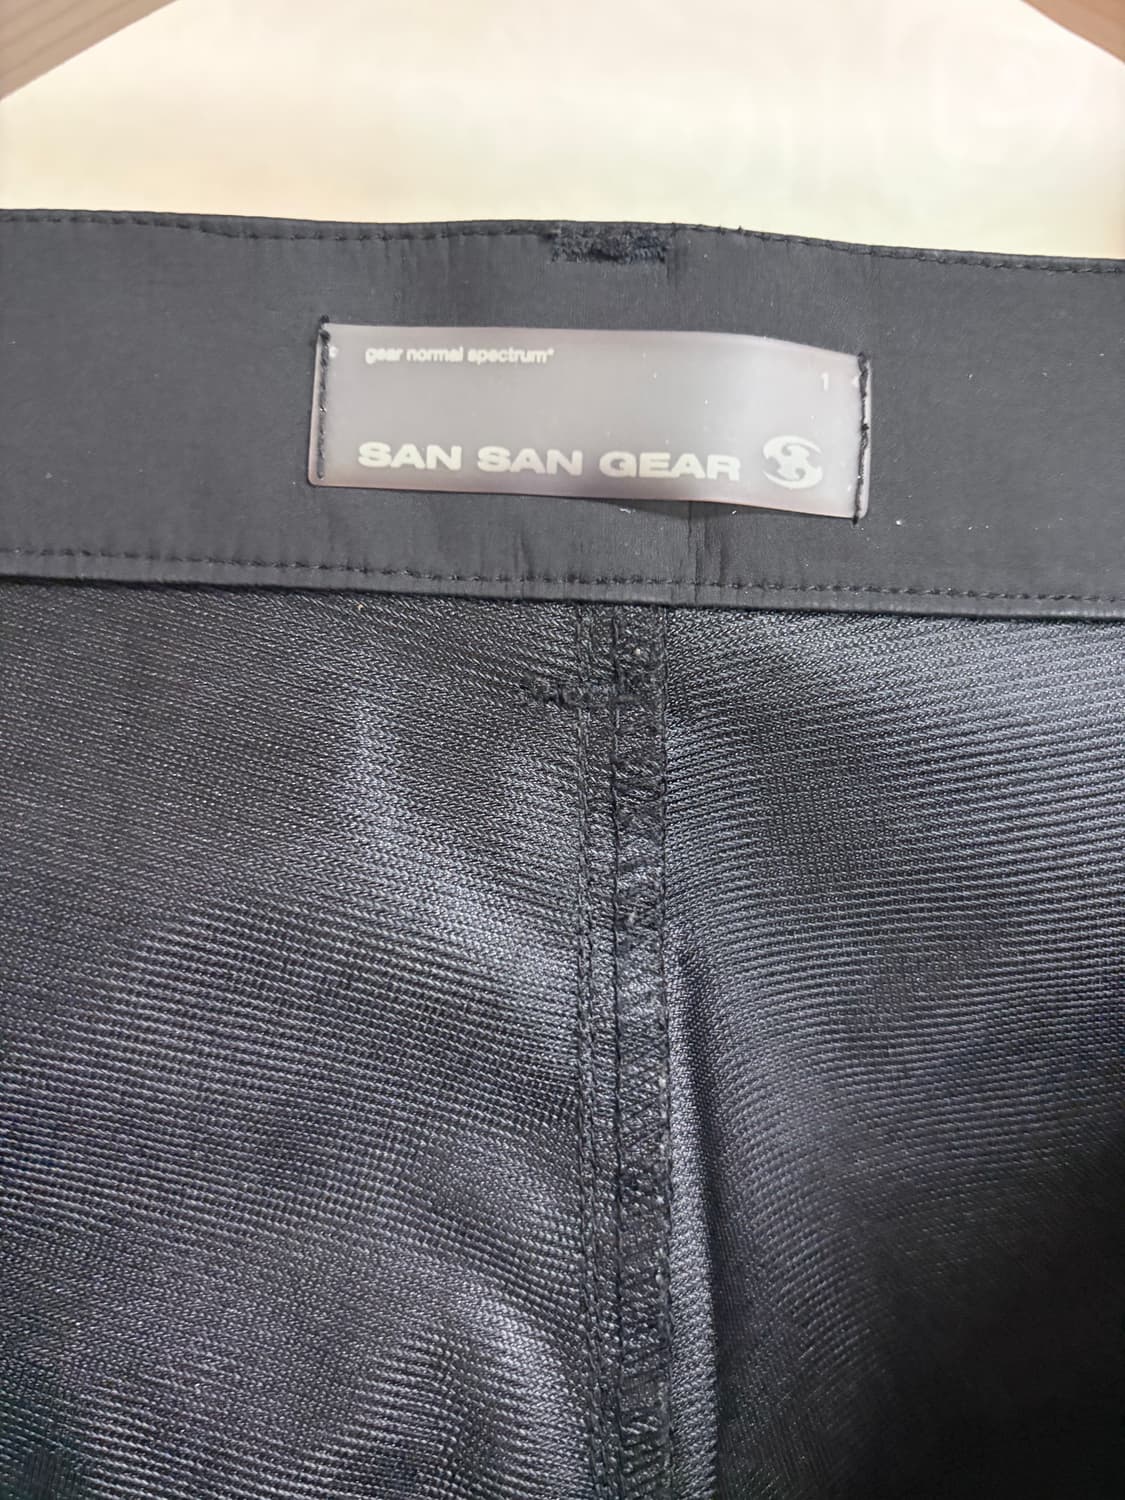 gear normal spectrum*
1
SAN SAN GEAR